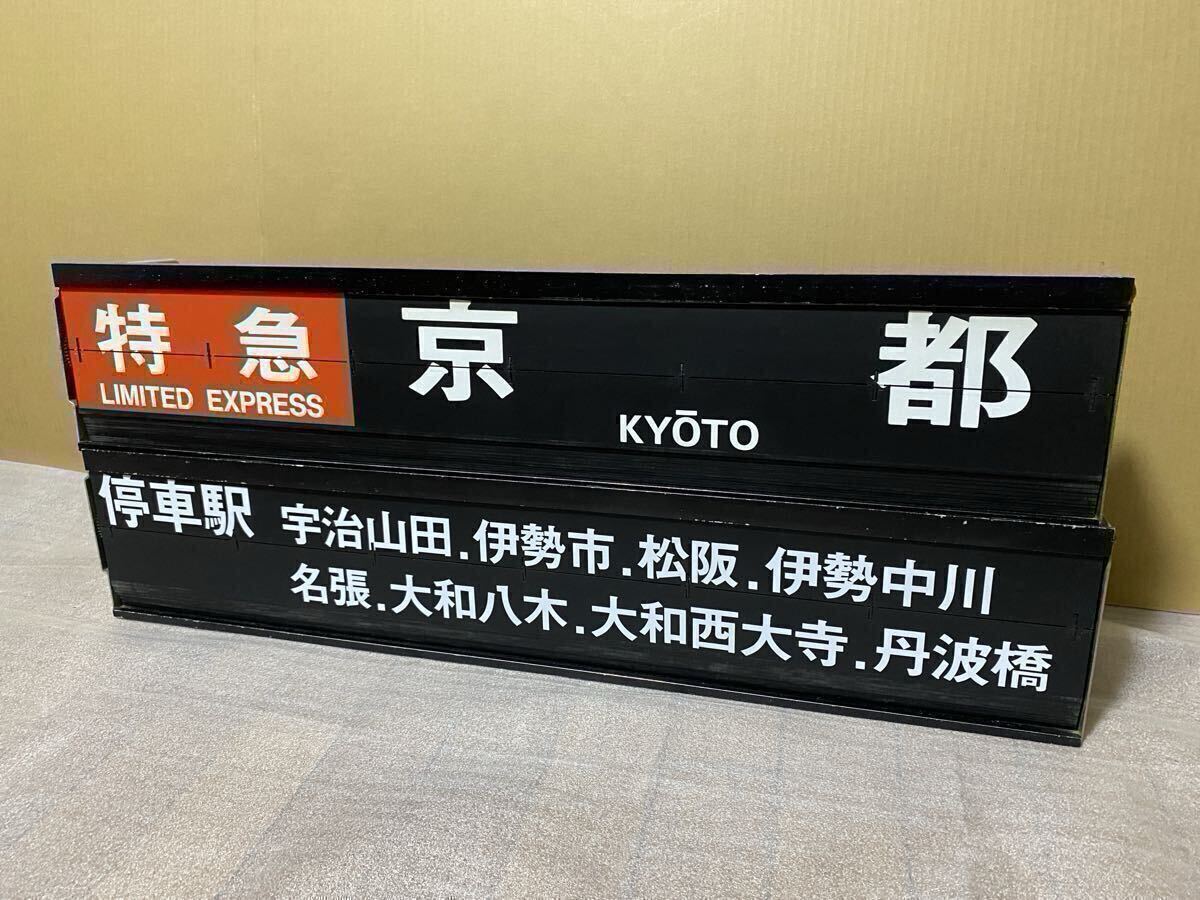 特急 京都
LIMITED EXPRESS KYŌTO
停車駅 宇治山田.伊勢市.松阪.伊勢中川
名張.大和八木.大和西大寺.丹波橋